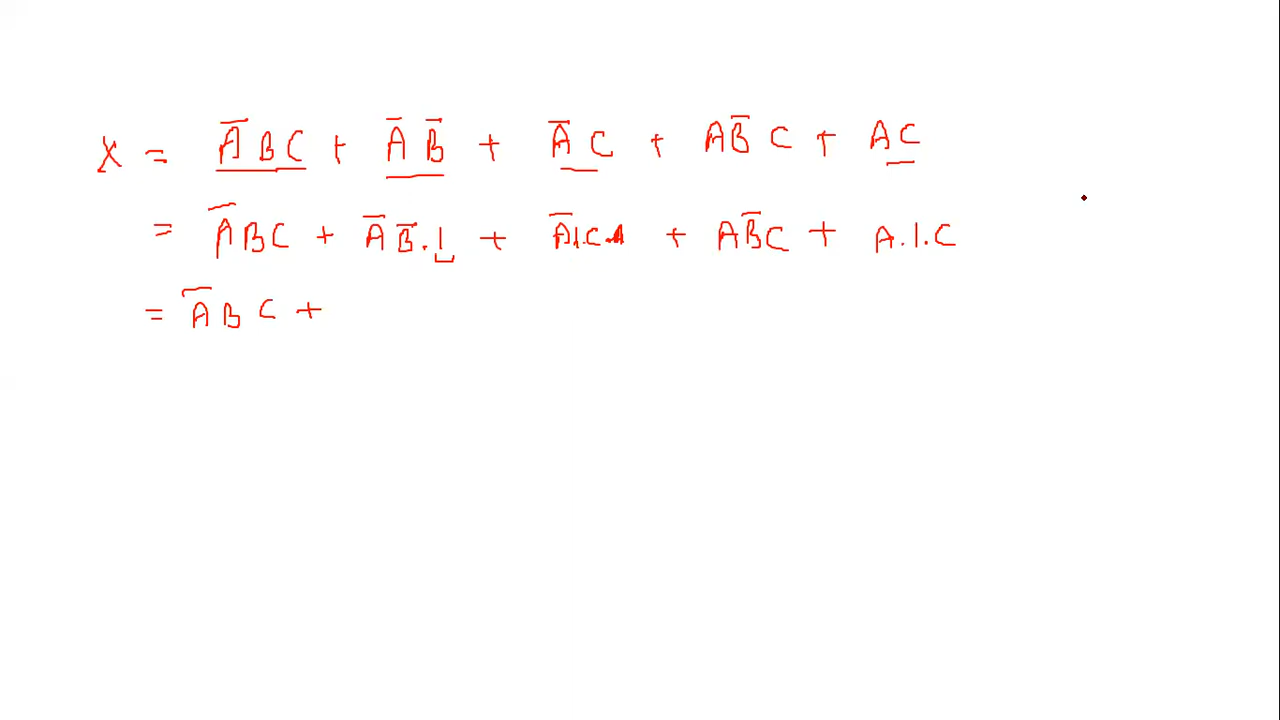 X = A̅BC + A̅B̅ + A̅C + AB̅C + AC
= A̅BC + A̅B̅.1 + A̅.1.C + AB̅C + A.1.C
= A̅BC +